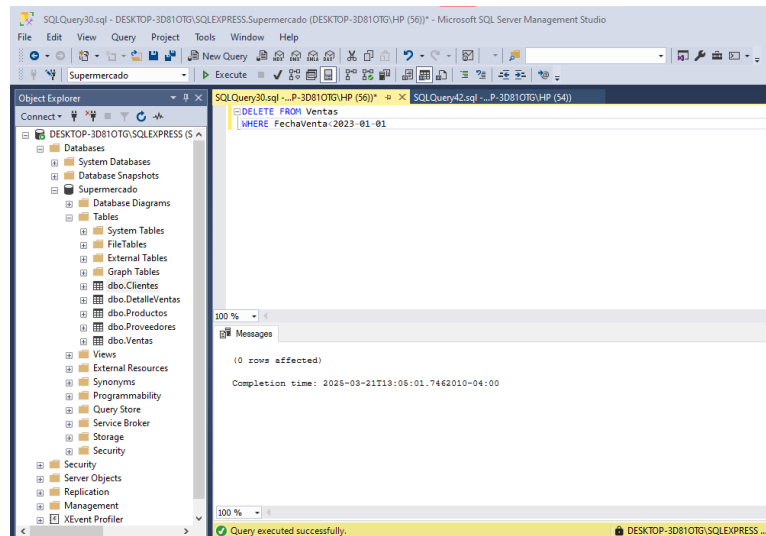 SQLQuery30.sql - DESKTOP-3D81OTG\SQLEXPRESS.Supermercado (DESKTOP-3D81OTG\HP (56))* - Microsoft SQL Server Management Studio
File Edit View Query Project Tools Window Help
New Query
Supermercado Execute
Object Explorer
Connect
DESKTOP-3D81OTG\SQLEXPRESS (S
Databases
System Databases
Database Snapshots
Supermercado
Database Diagrams
Tables
System Tables
FileTables
External Tables
Graph Tables
dbo.Clientes
dbo.DetalleVentas
dbo.Productos
dbo.Proveedores
dbo.Ventas
Views
External Resources
Synonyms
Programmability
Query Store
Service Broker
Storage
Security
Security
Server Objects
Replication
Management
XEvent Profiler
SQLQuery30.sql -...P-3D81OTG\HP (56))* SQLQuery42.sql -...P-3D81OTG\HP (54))
DELETE FROM Ventas
WHERE FechaVenta<2023-01-01
100 %
Messages
(0 rows affected)
Completion time: 2025-03-21T13:05:01.7462010-04:00
100 %
Query executed successfully.
DESKTOP-3D81OTG\SQLEXPRESS ...